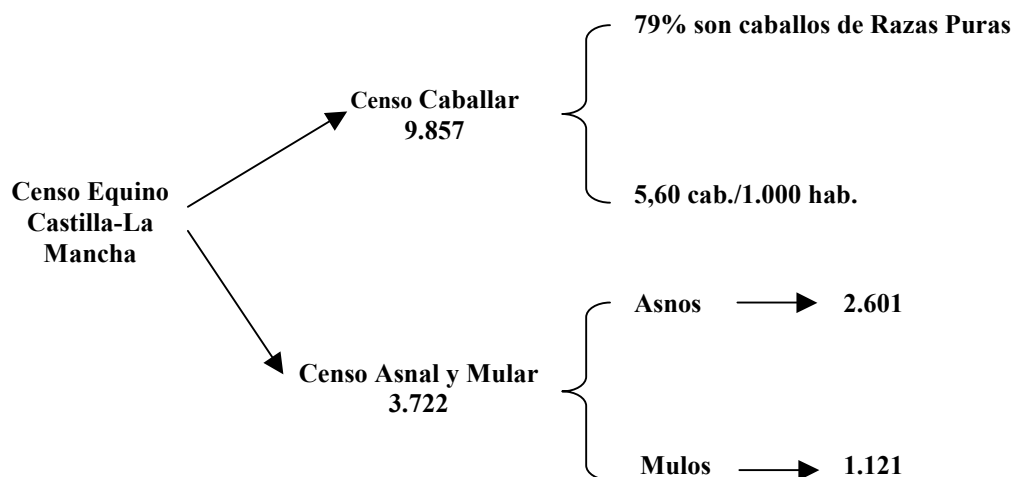 79% son caballos de Razas Puras
Censo Caballar
9.857
5,60 cab./1.000 hab.
Censo Equino
Castilla-La
Mancha
Asnos
2.601
Censo Asnal y Mular
3.722
Mulos
1.121